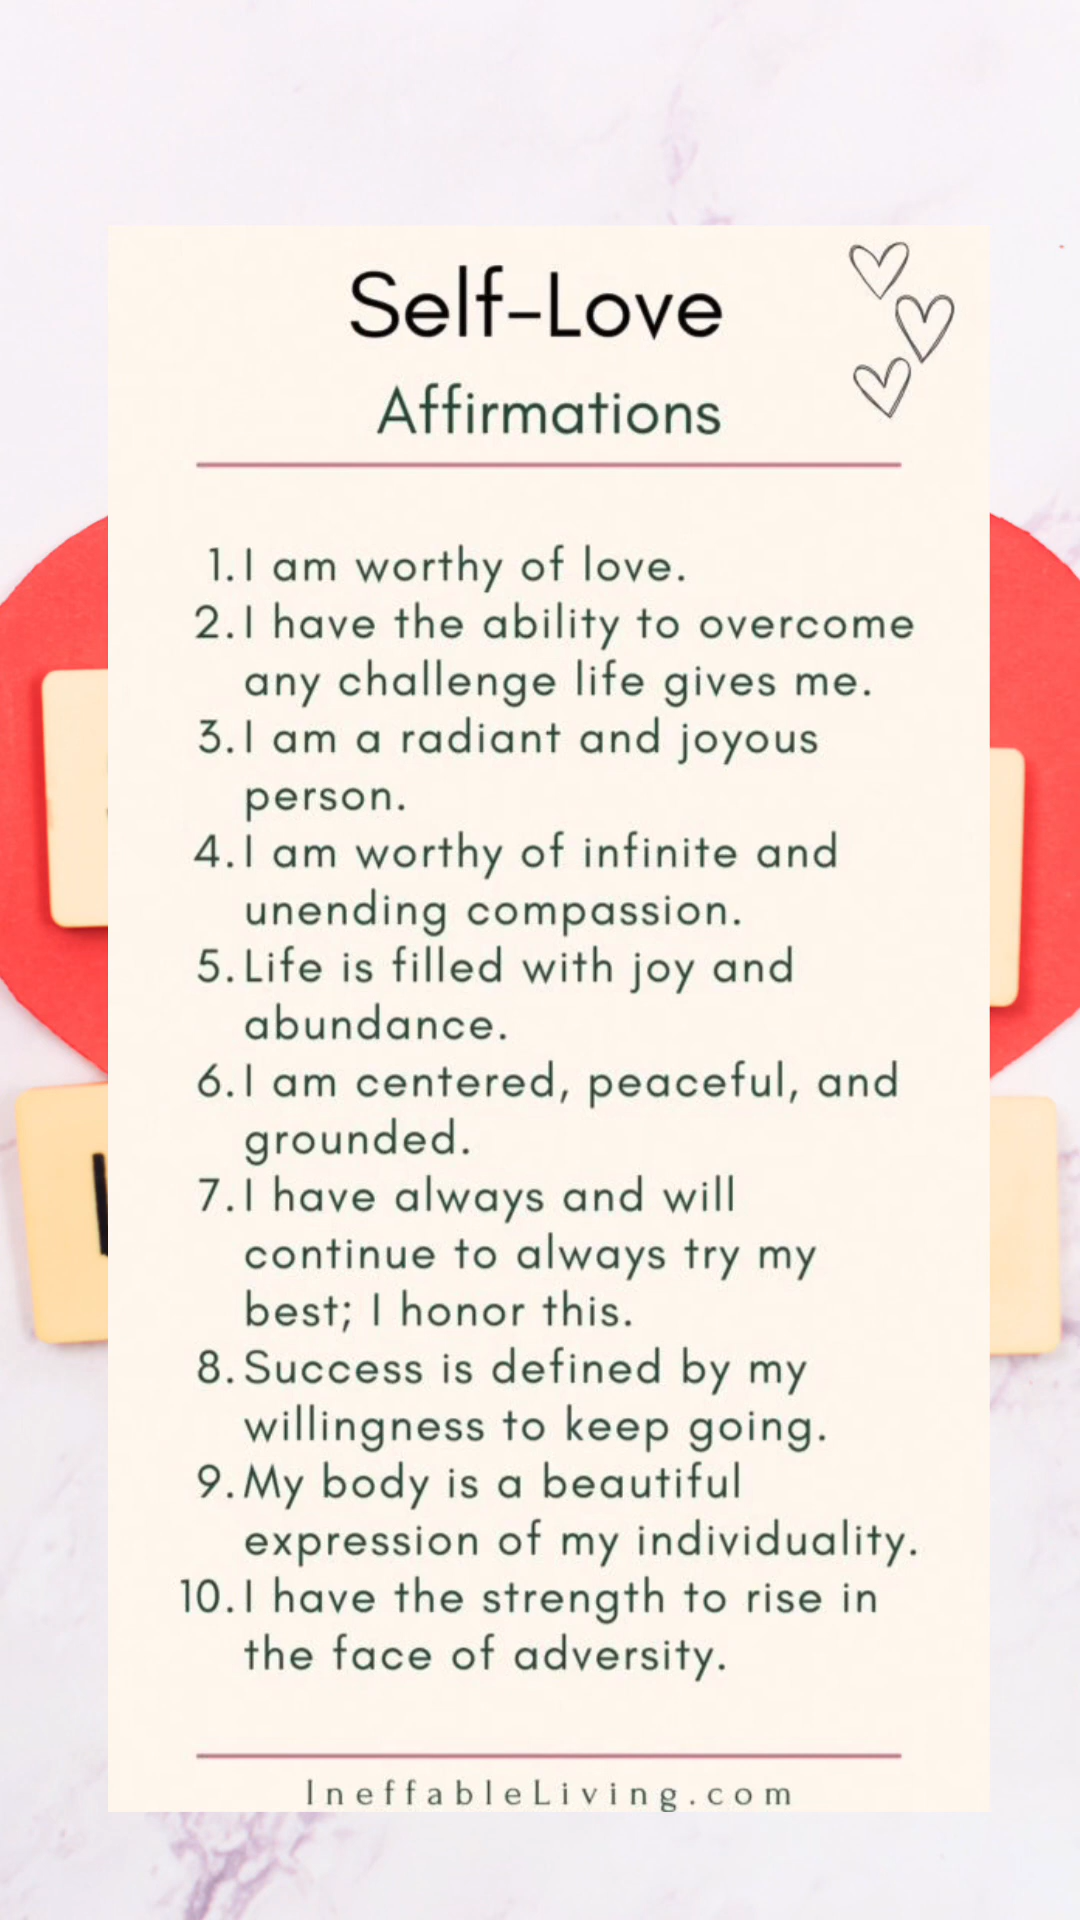 Self-Love
Affirmations
1. I am worthy of love.
2. I have the ability to overcome
any challenge life gives me.
3. I am a radiant and joyous
person.
4. I am worthy of infinite and
unending compassion.
5. Life is filled with joy and
abundance.
6. I am centered, peaceful, and
grounded.
7. I have always and will
continue to always try my
best; I honor this.
8. Success is defined by my
willingness to keep going.
9. My body is a beautiful
expression of my individuality.
10. I have the strength to rise in
the face of adversity.
IneffableLiving.com